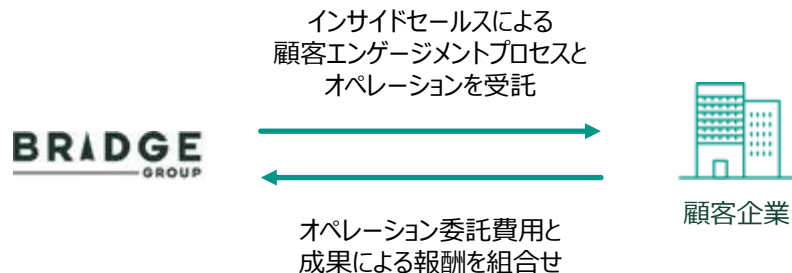 インサイドセールスによる
顧客エンゲージメントプロセスと
オペレーションを受託
BRIDGE
GROUP
顧客企業
オペレーション委託費用と
成果による報酬を組合せ